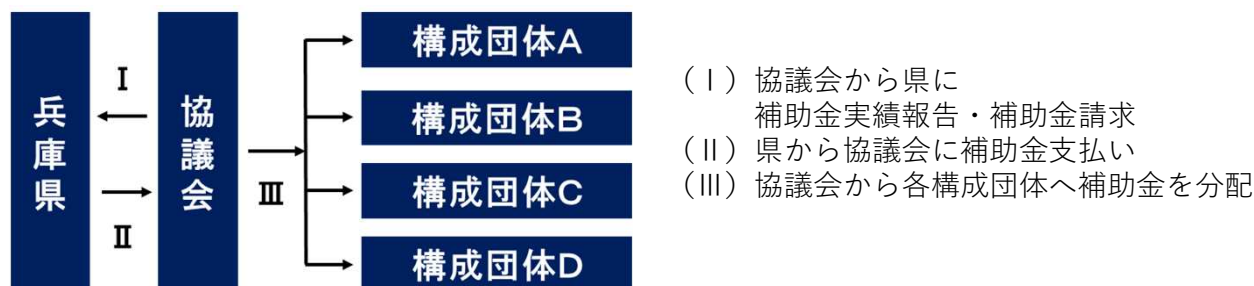 兵庫県
Ⅰ
Ⅱ
協議会
Ⅲ
構成団体A
構成団体B
構成団体C
構成団体D
(Ⅰ)協議会から県に
補助金実績報告・補助金請求
(Ⅱ)県から協議会に補助金支払い
(Ⅲ)協議会から各構成団体へ補助金を分配